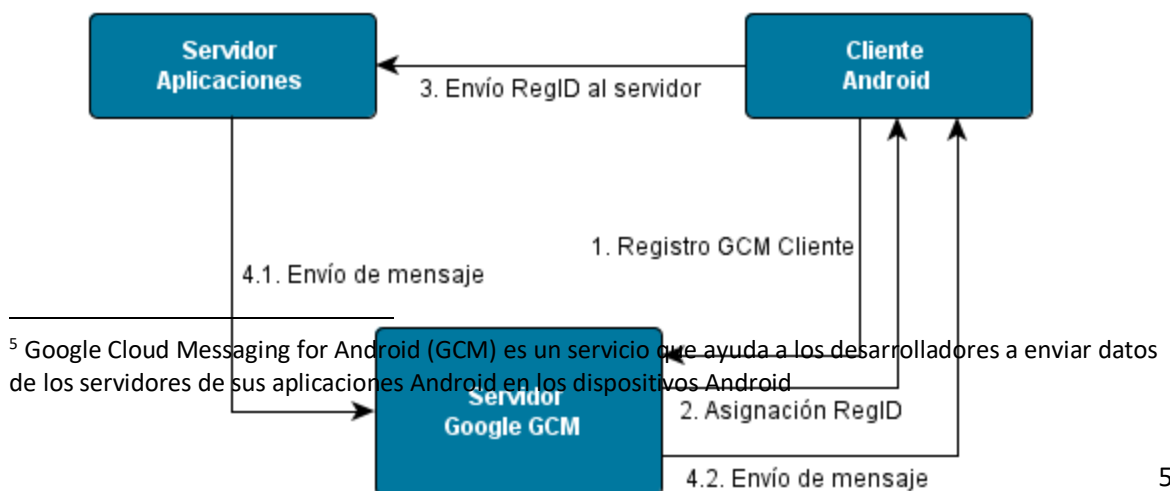 Servidor
Aplicaciones
Cliente
Android
3. Envío RegID al servidor
1. Registro GCM Cliente
4.1. Envío de mensaje
5 Google Cloud Messaging for Android (GCM) es un servicio que ayuda a los desarrolladores a enviar datos
de los servidores de sus aplicaciones Android en los dispositivos Android
Servidor
Google GCM
2. Asignación RegID
4.2. Envío de mensaje
5